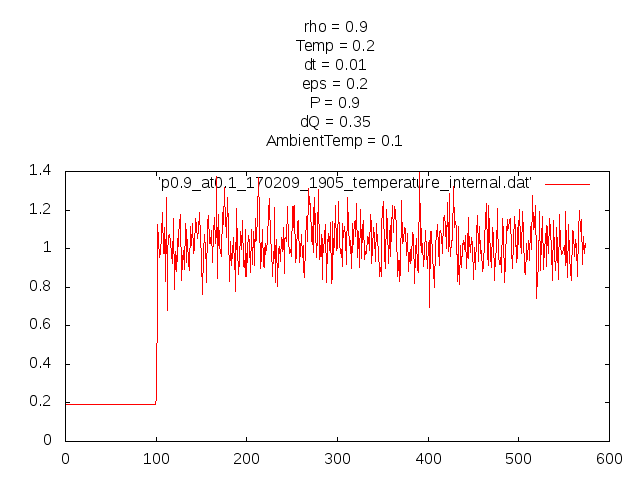 rho = 0.9
Temp = 0.2
dt = 0.01
eps = 0.2
P = 0.9
dQ = 0.35
AmbientTemp = 0.1
1.4
'p0.9_at0.1_170209_1905_temperature_internal.dat'
1.2
1
0.8
0.6
0.4
0.2
0
0 100 200 300 400 500 600